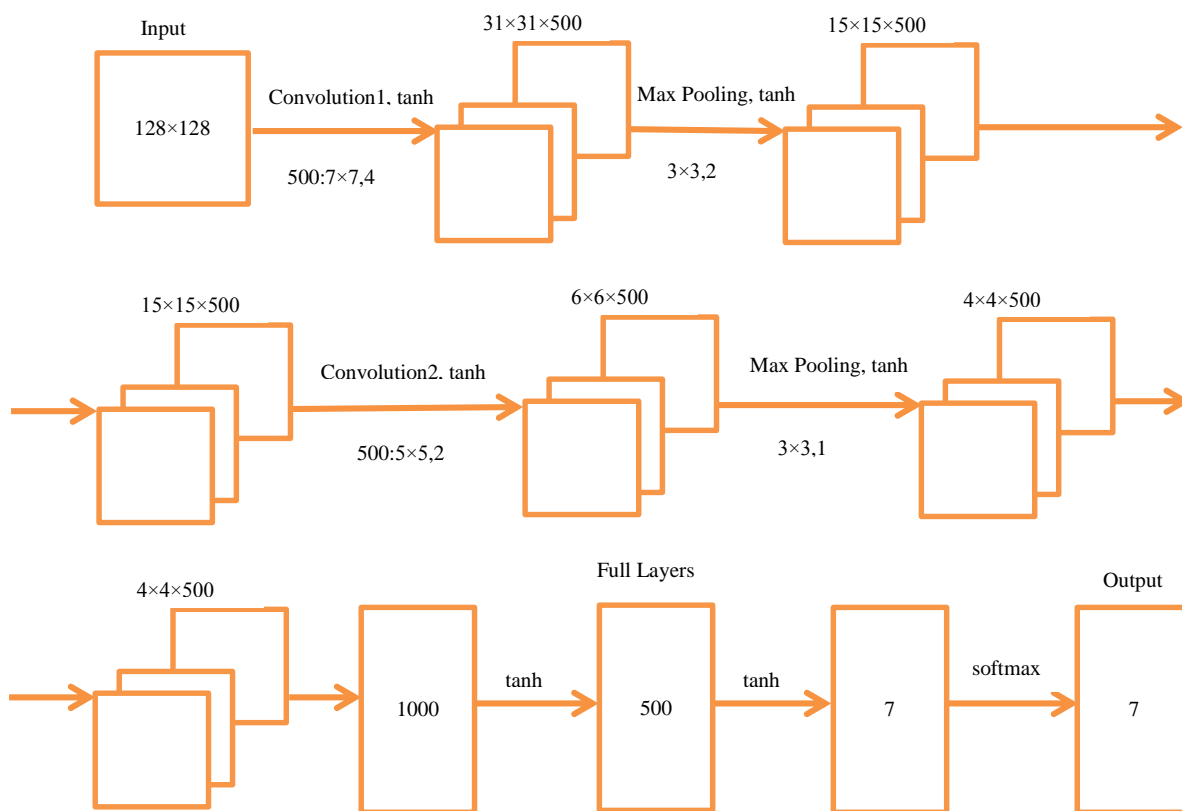 Input
31×31×500
15×15×500
Convolution1, tanh
Max Pooling, tanh
128×128
500:7×7,4
3×3,2
15×15×500
6×6×500
4×4×500
Convolution2, tanh
Max Pooling, tanh
500:5×5,2
3×3,1
Full Layers
4×4×500
Output
tanh
tanh
softmax
1000
500
7
7